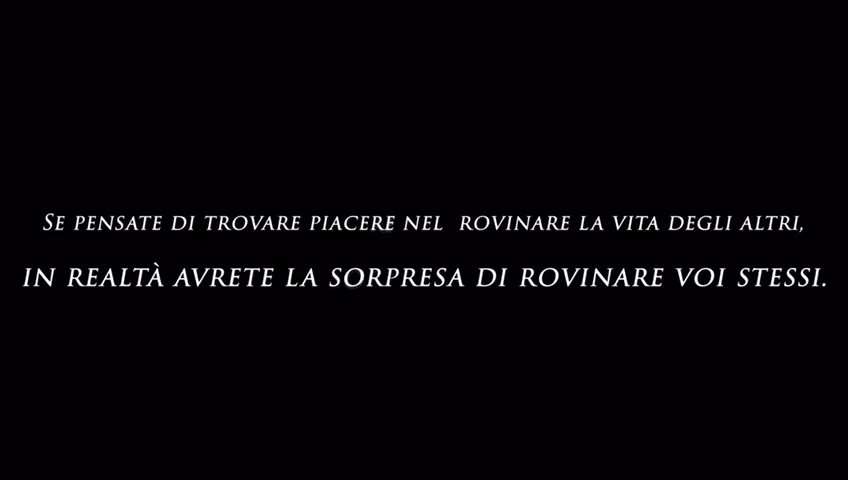 Se pensate di trovare piacere nel  rovinare la vita degli altri,
in realtà avrete la sorpresa di rovinare voi stessi.